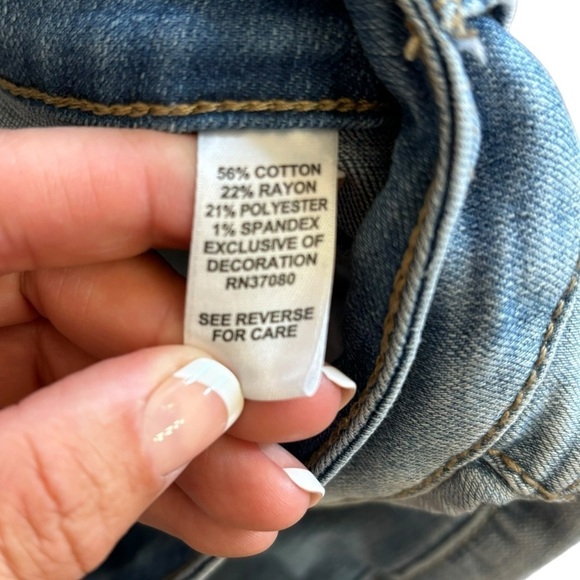 56% COTTON
22% RAYON
21% POLYESTER
1% SPANDEX
EXCLUSIVE OF
DECORATION
RN37080
SEE REVERSE
FOR CARE